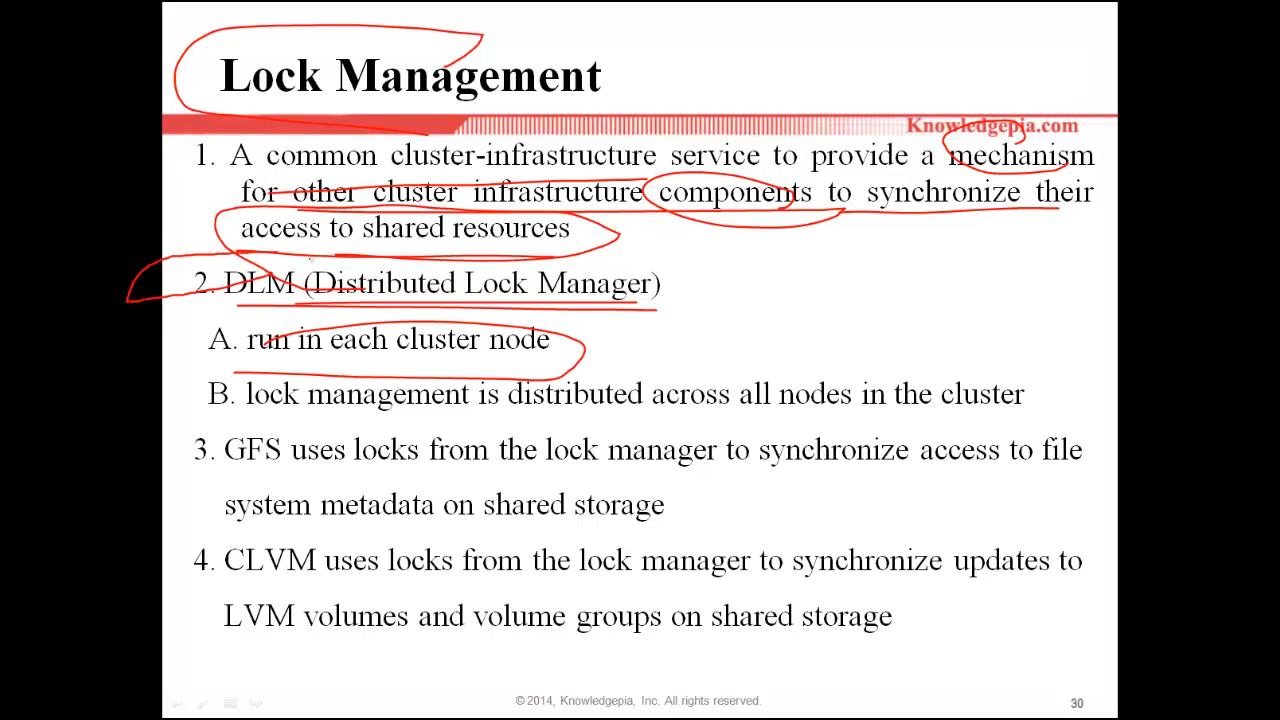 Lock Management
Knowledgepia.com
1. A common cluster-infrastructure service to provide a mechanism
for other cluster infrastructure components to synchronize their
access to shared resources
2. DLM (Distributed Lock Manager)
A. run in each cluster node
B. lock management is distributed across all nodes in the cluster
3. GFS uses locks from the lock manager to synchronize access to file
system metadata on shared storage
4. CLVM uses locks from the lock manager to synchronize updates to
LVM volumes and volume groups on shared storage
© 2014, Knowledgepia, Inc. All rights reserved.
30